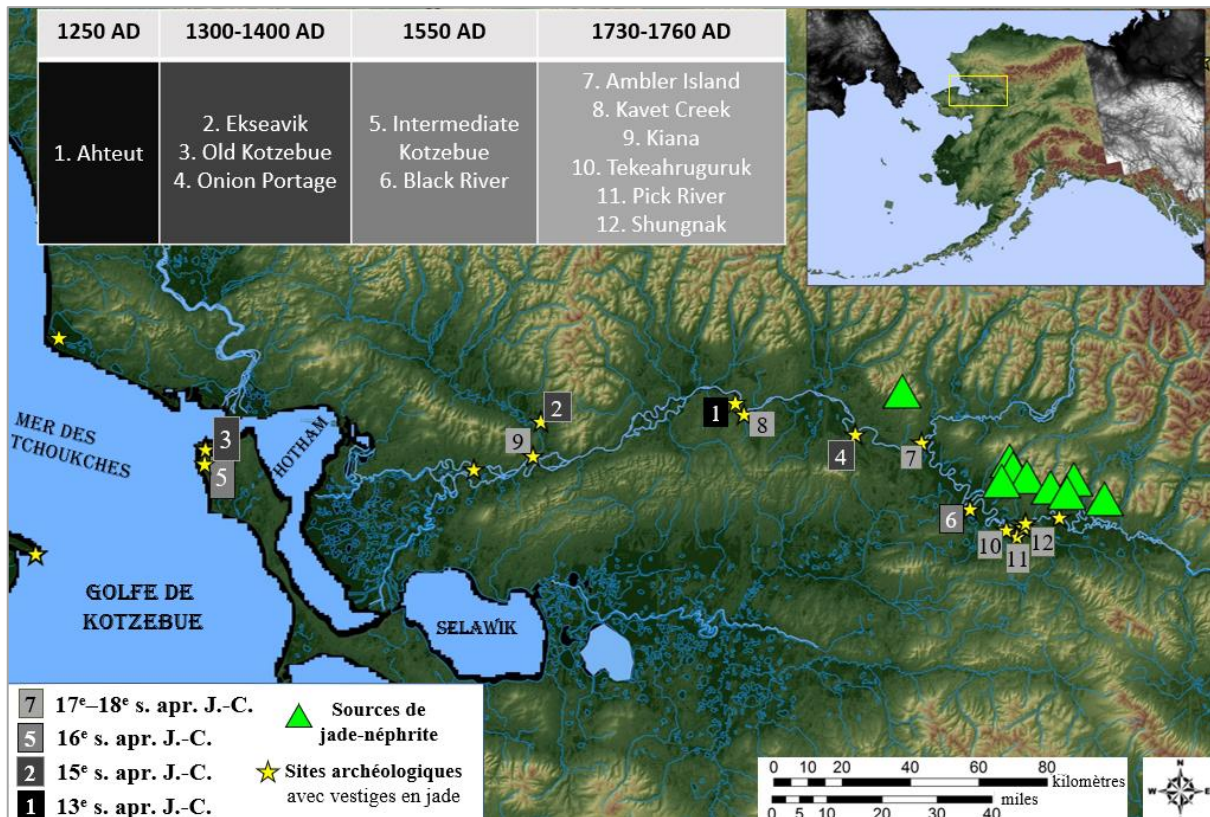 1250 AD
1300-1400 AD
1550 AD
1730-1760 AD
1. Ahteut
2. Ekseavik
3. Old Kotzebue
4. Onion Portage
5. Intermediate
Kotzebue
6. Black River
7. Ambler Island
8. Kavet Creek
9. Kiana
10. Tekeahruguruk
11. Pick River
12. Shungnak
MER DES
TCHOUKCHES
3
5
HOTHAM
2
9
1
8
4
7
6
10
11
12
GOLFE DE
KOTZEBUE
SELAWIK
7 17e–18e s. apr. J.-C.
5 16e s. apr. J.-C.
2 15e s. apr. J.-C.
1 13e s. apr. J.-C.
Sources de
jade-néphrite
Sites archéologiques
avec vestiges en jade
0 20 40 60 80 kilomètres
miles
0 5 10 20 30 40
N
W E
S